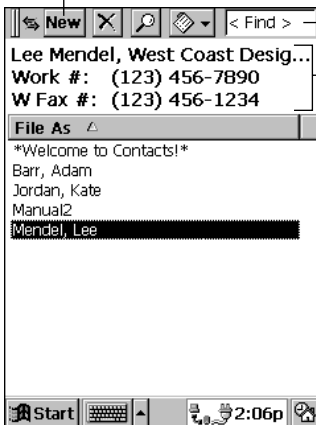 New < Find >
Lee Mendel, West Coast Desig...
Work #: (123) 456-7890
W Fax #: (123) 456-1234
File As
*Welcome to Contacts!*
Barr, Adam
Jordan, Kate
Manual2
Mendel, Lee
Start 2:06p